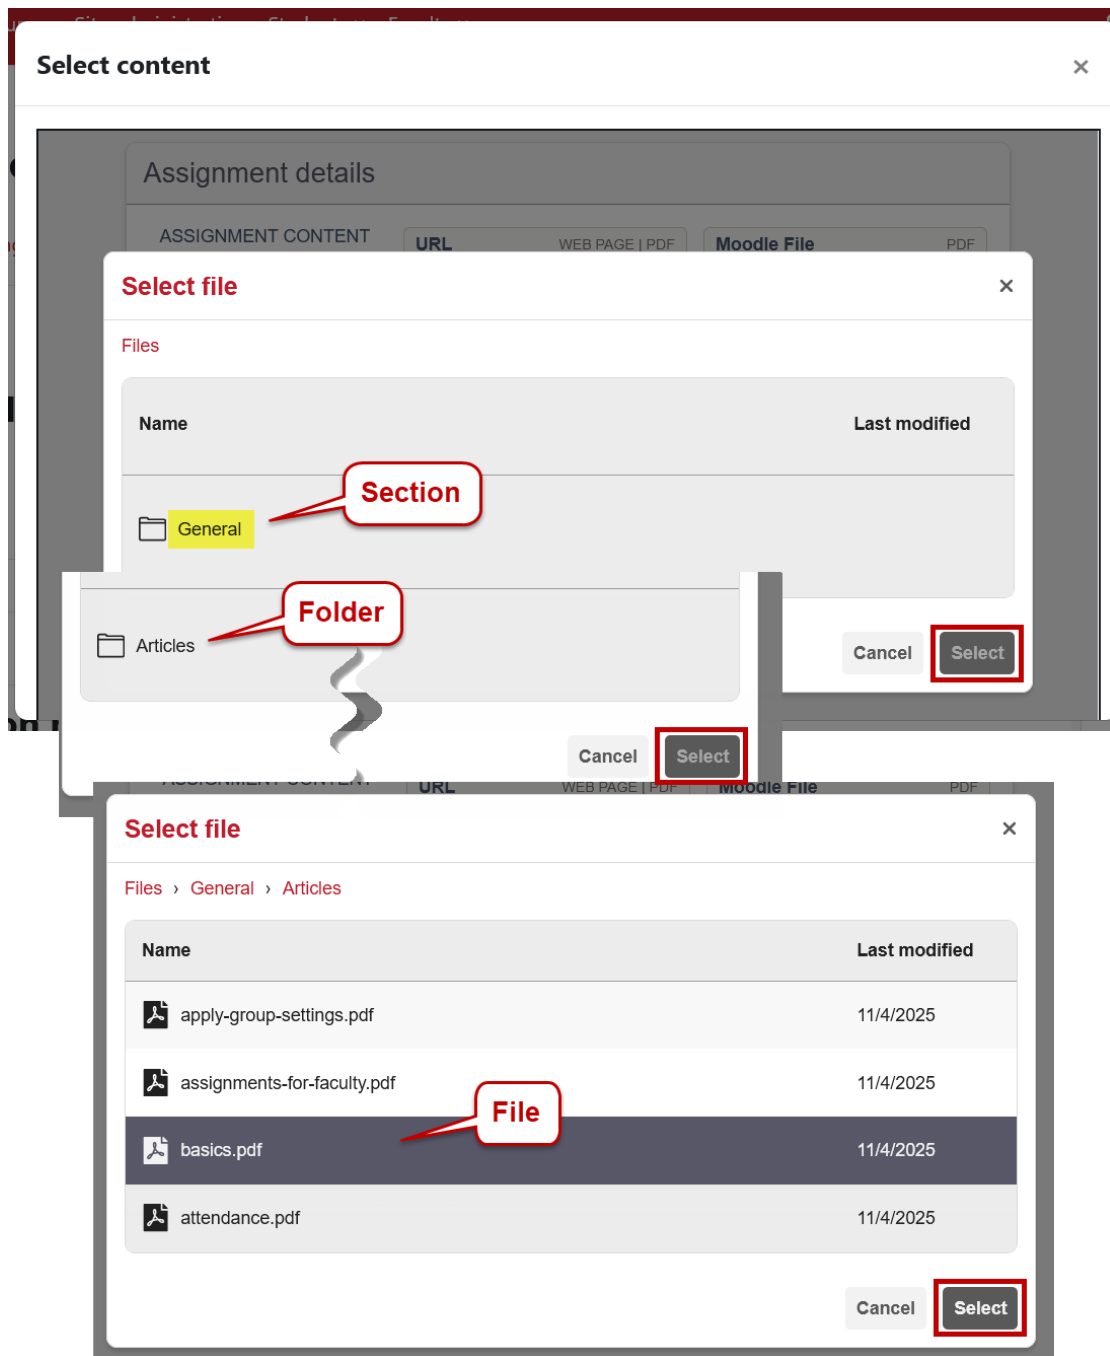 Select content ×
Assignment details
ASSIGNMENT CONTENT URL WEB PAGE | PDF Moodle File PDF
Select file ×
Files
Name Last modified
Section
General
Folder
Articles
Cancel Select
Cancel Select
ASSIGNMENT CONTENT URL WEB PAGE | PDF Moodle File PDF
Select file ×
Files › General › Articles
Name Last modified
apply-group-settings.pdf 11/4/2025
assignments-for-faculty.pdf 11/4/2025
File
basics.pdf 11/4/2025
attendance.pdf 11/4/2025
Cancel Select